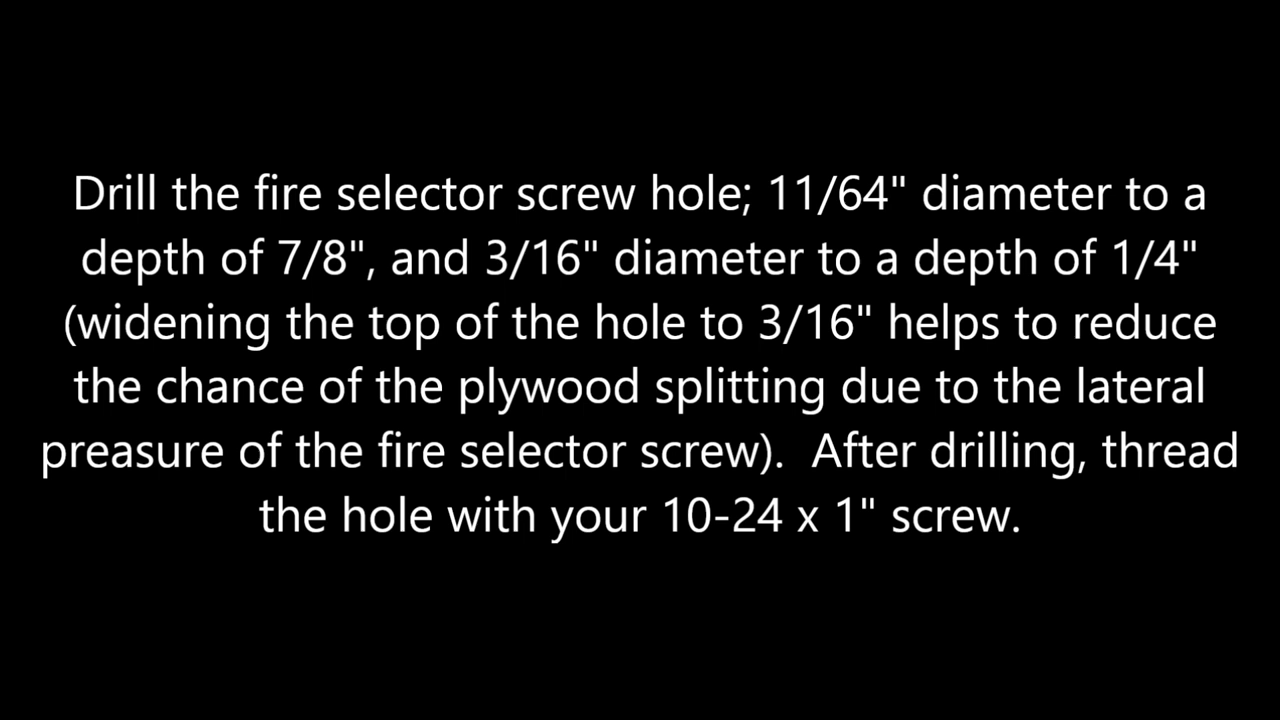 Drill the fire selector screw hole; 11/64" diameter to a
depth of 7/8", and 3/16" diameter to a depth of 1/4"
(widening the top of the hole to 3/16" helps to reduce
the chance of the plywood splitting due to the lateral
preasure of the fire selector screw).  After drilling, thread
the hole with your 10-24 x 1" screw.